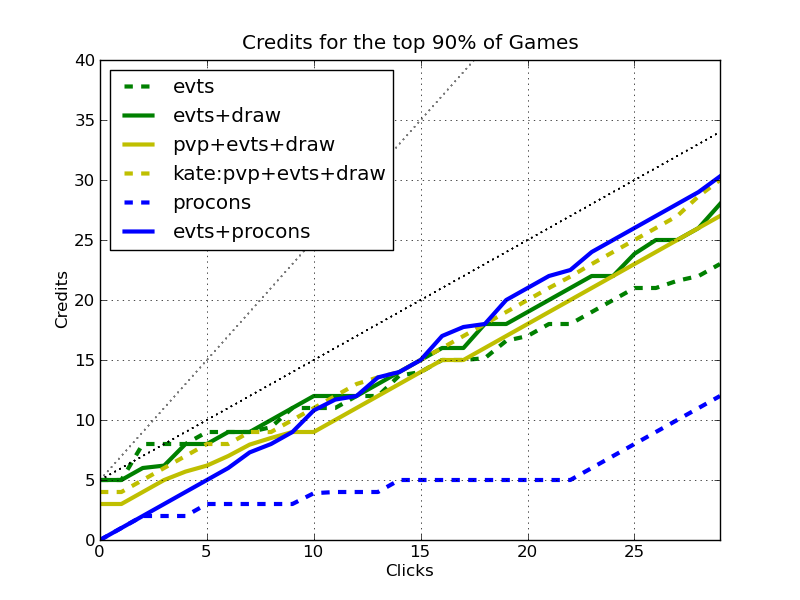 Credits for the top 90% of Games
40
35
30
25
20
15
10
5
0
Credits
evts
evts+draw
pvp+evts+draw
kate:pvp+evts+draw
procons
evts+procons
0 5 10 15 20 25
Clicks